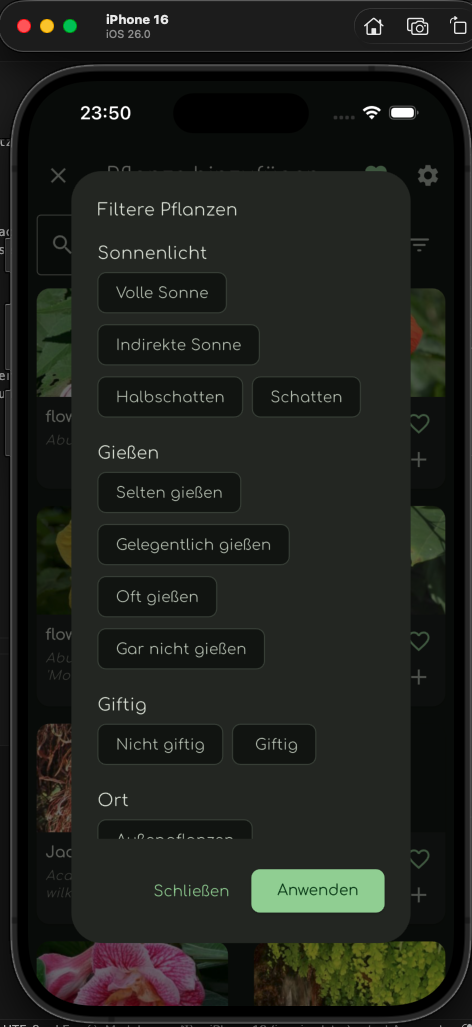 iPhone 16
iOS 26.0
23:50
Filtere Pflanzen
Sonnenlicht
Volle Sonne
Indirekte Sonne
Halbschatten Schatten
flow
Abu
Gießen
Selten gießen
Gelegentlich gießen
Oft gießen
flow
Gar nicht gießen
Abu
'Mo
Giftig
Nicht giftig Giftig
Ort
Außenpflanzen
Jac
Aca
wilk
Schließen Anwenden